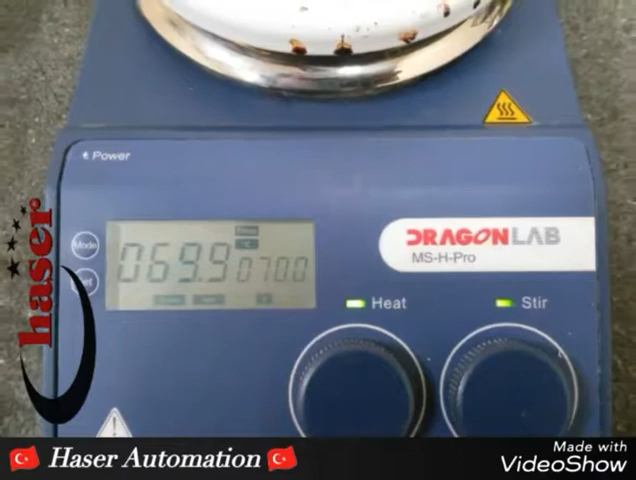 Power
Mode
069.9
070.0
DRAGONLAB
MS-H-Pro
Heat
Stir
haser
Haser Automation
Made with
VideoShow